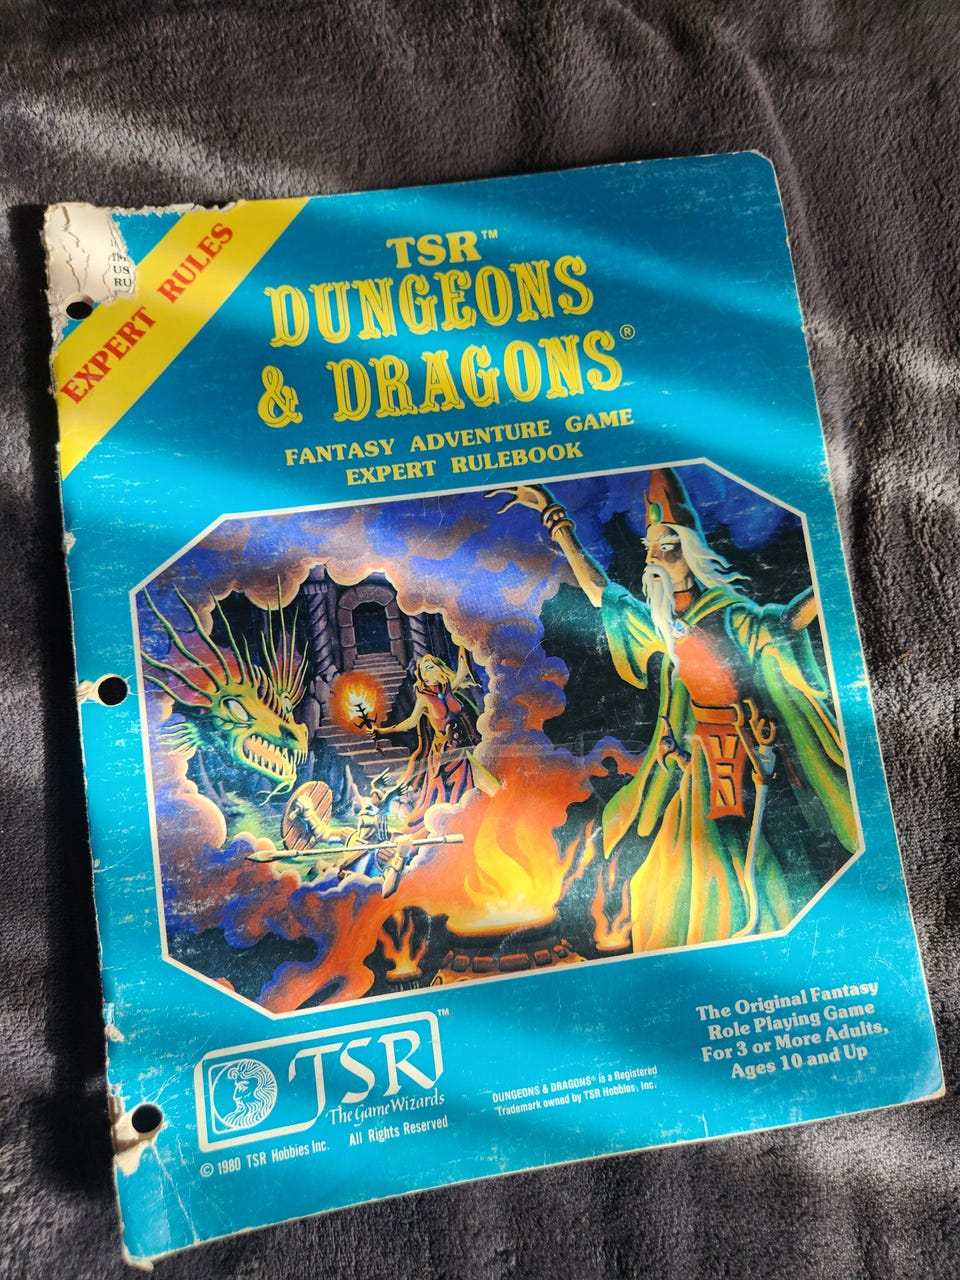 US
RU
EXPERT RULES
TSR™
DUNGEONS
& DRAGONS®
FANTASY ADVENTURE GAME
EXPERT RULEBOOK
The Original Fantasy
Role Playing Game
For 3 or More Adults,
Ages 10 and Up
TSR™
The Game Wizards
© 1980 TSR Hobbies Inc. All Rights Reserved
DUNGEONS & DRAGONS® is a Registered
Trademark owned by TSR Hobbies, Inc.